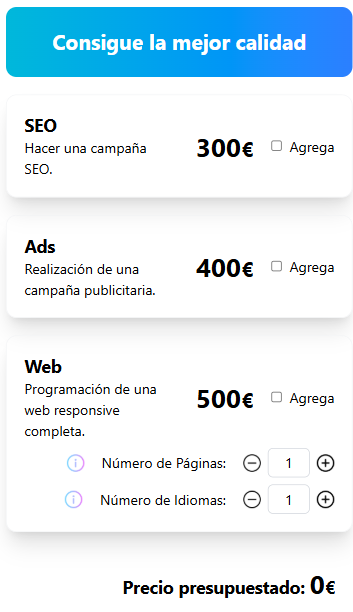 Consigue la mejor calidad
SEO
Hacer una campaña
SEO.
300€
Agrega
Ads
Realización de una
campaña publicitaria.
400€
Agrega
Web
Programación de una
web responsive
completa.
500€
Agrega
i Número de Páginas: 1
i Número de Idiomas: 1
Precio presupuestado: 0€